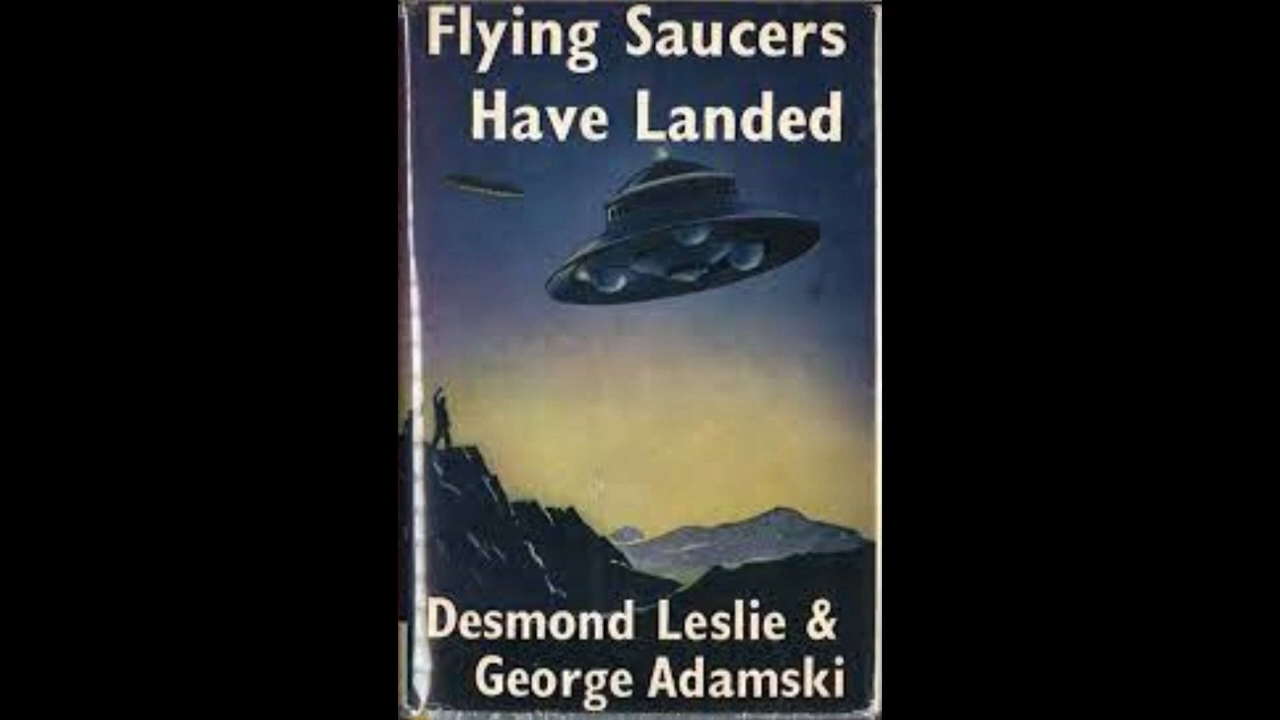 Flying Saucers
Have Landed
Desmond Leslie &
George Adamski